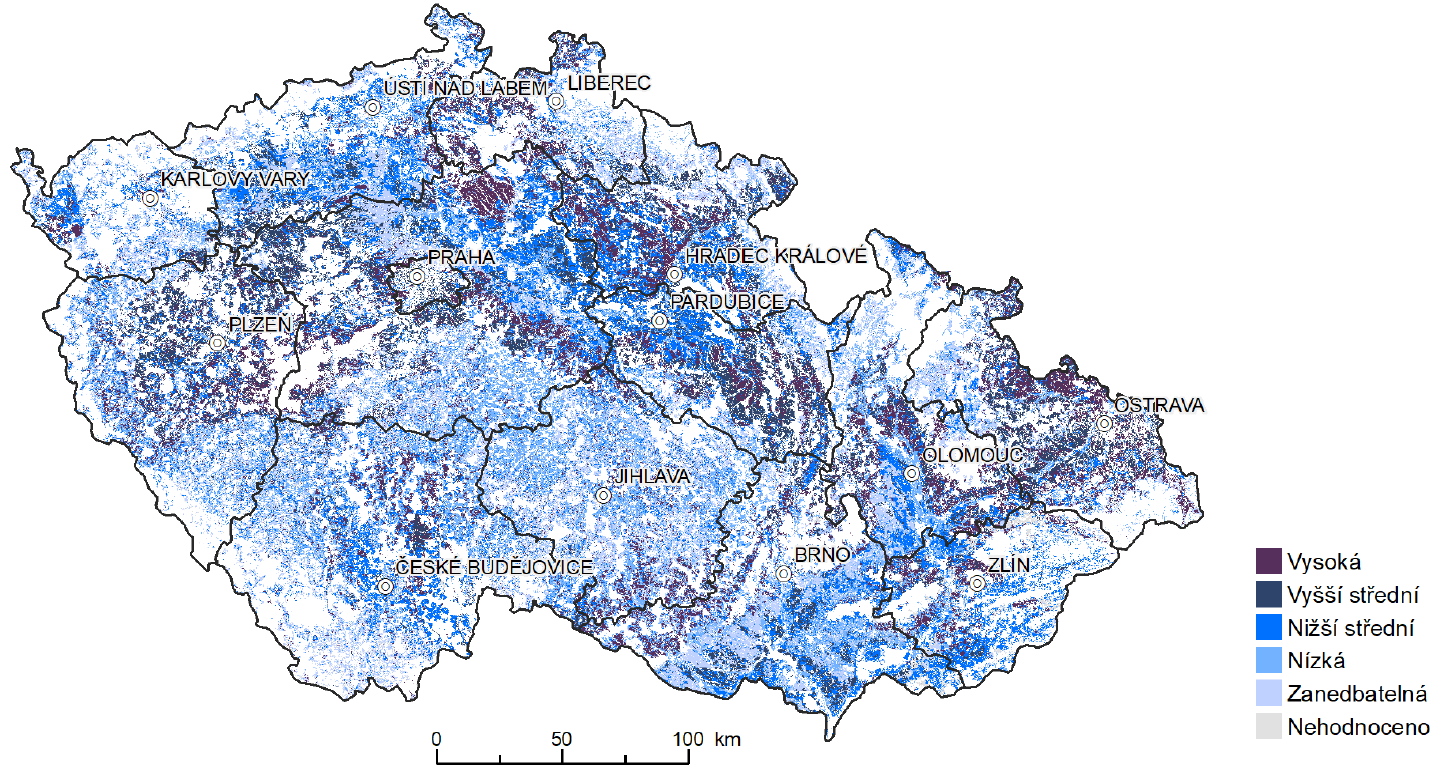 ÚSTÍ NAD LABEM
LIBEREC
KARLOVY VARY
PRAHA
HRADEC KRÁLOVÉ
PARDUBICE
PLZEŇ
OSTRAVA
OLOMOUC
JIHLAVA
BRNO
ZLÍN
ČESKÉ BUDĚJOVICE
Vysoká
Vyšší střední
Nižší střední
Nízká
Zanedbatelná
Nehodnoceno
0 50 100 km